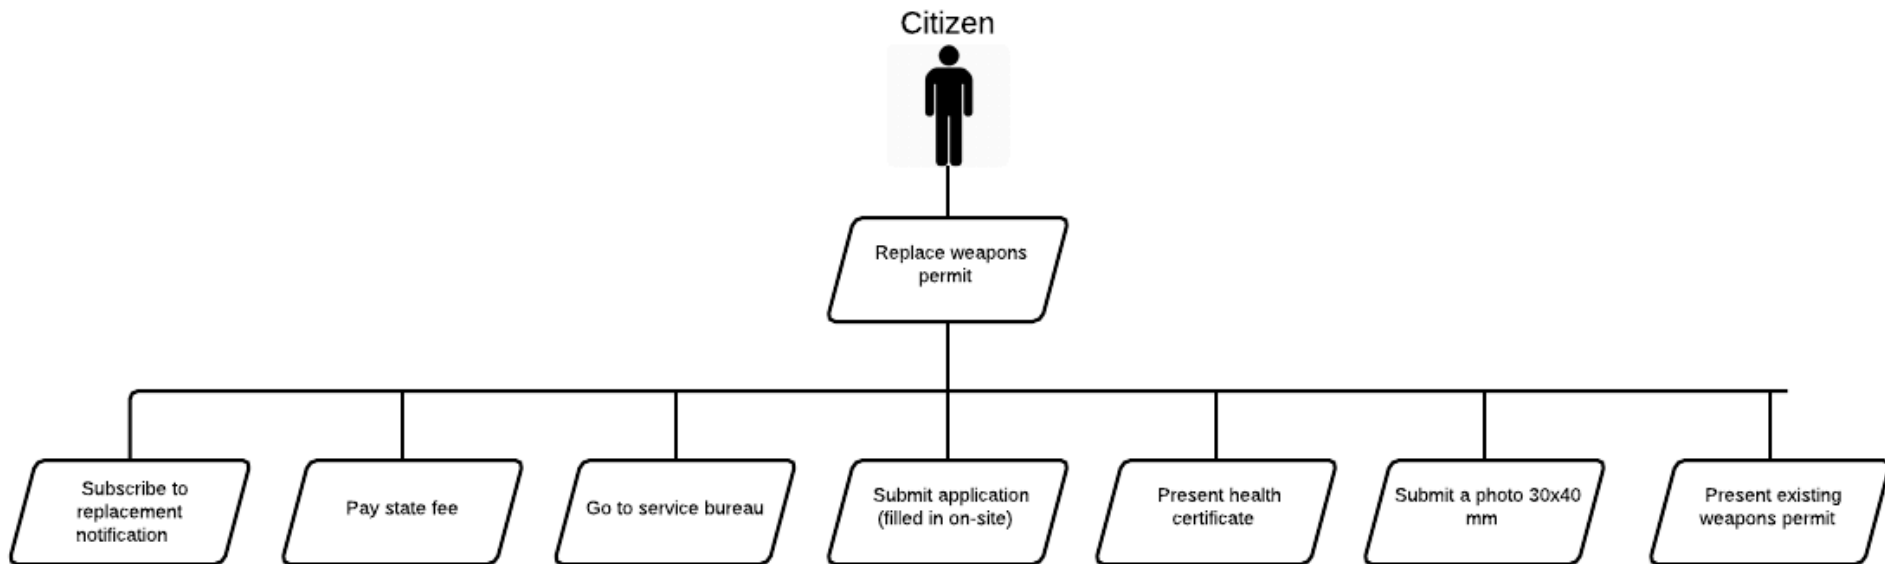 Citizen
Replace weapons
permit
Subscribe to
replacement
notification
Pay state fee
Go to service bureau
Submit application
(filled in on-site)
Present health
certificate
Submit a photo 30x40
mm
Present existing
weapons permit